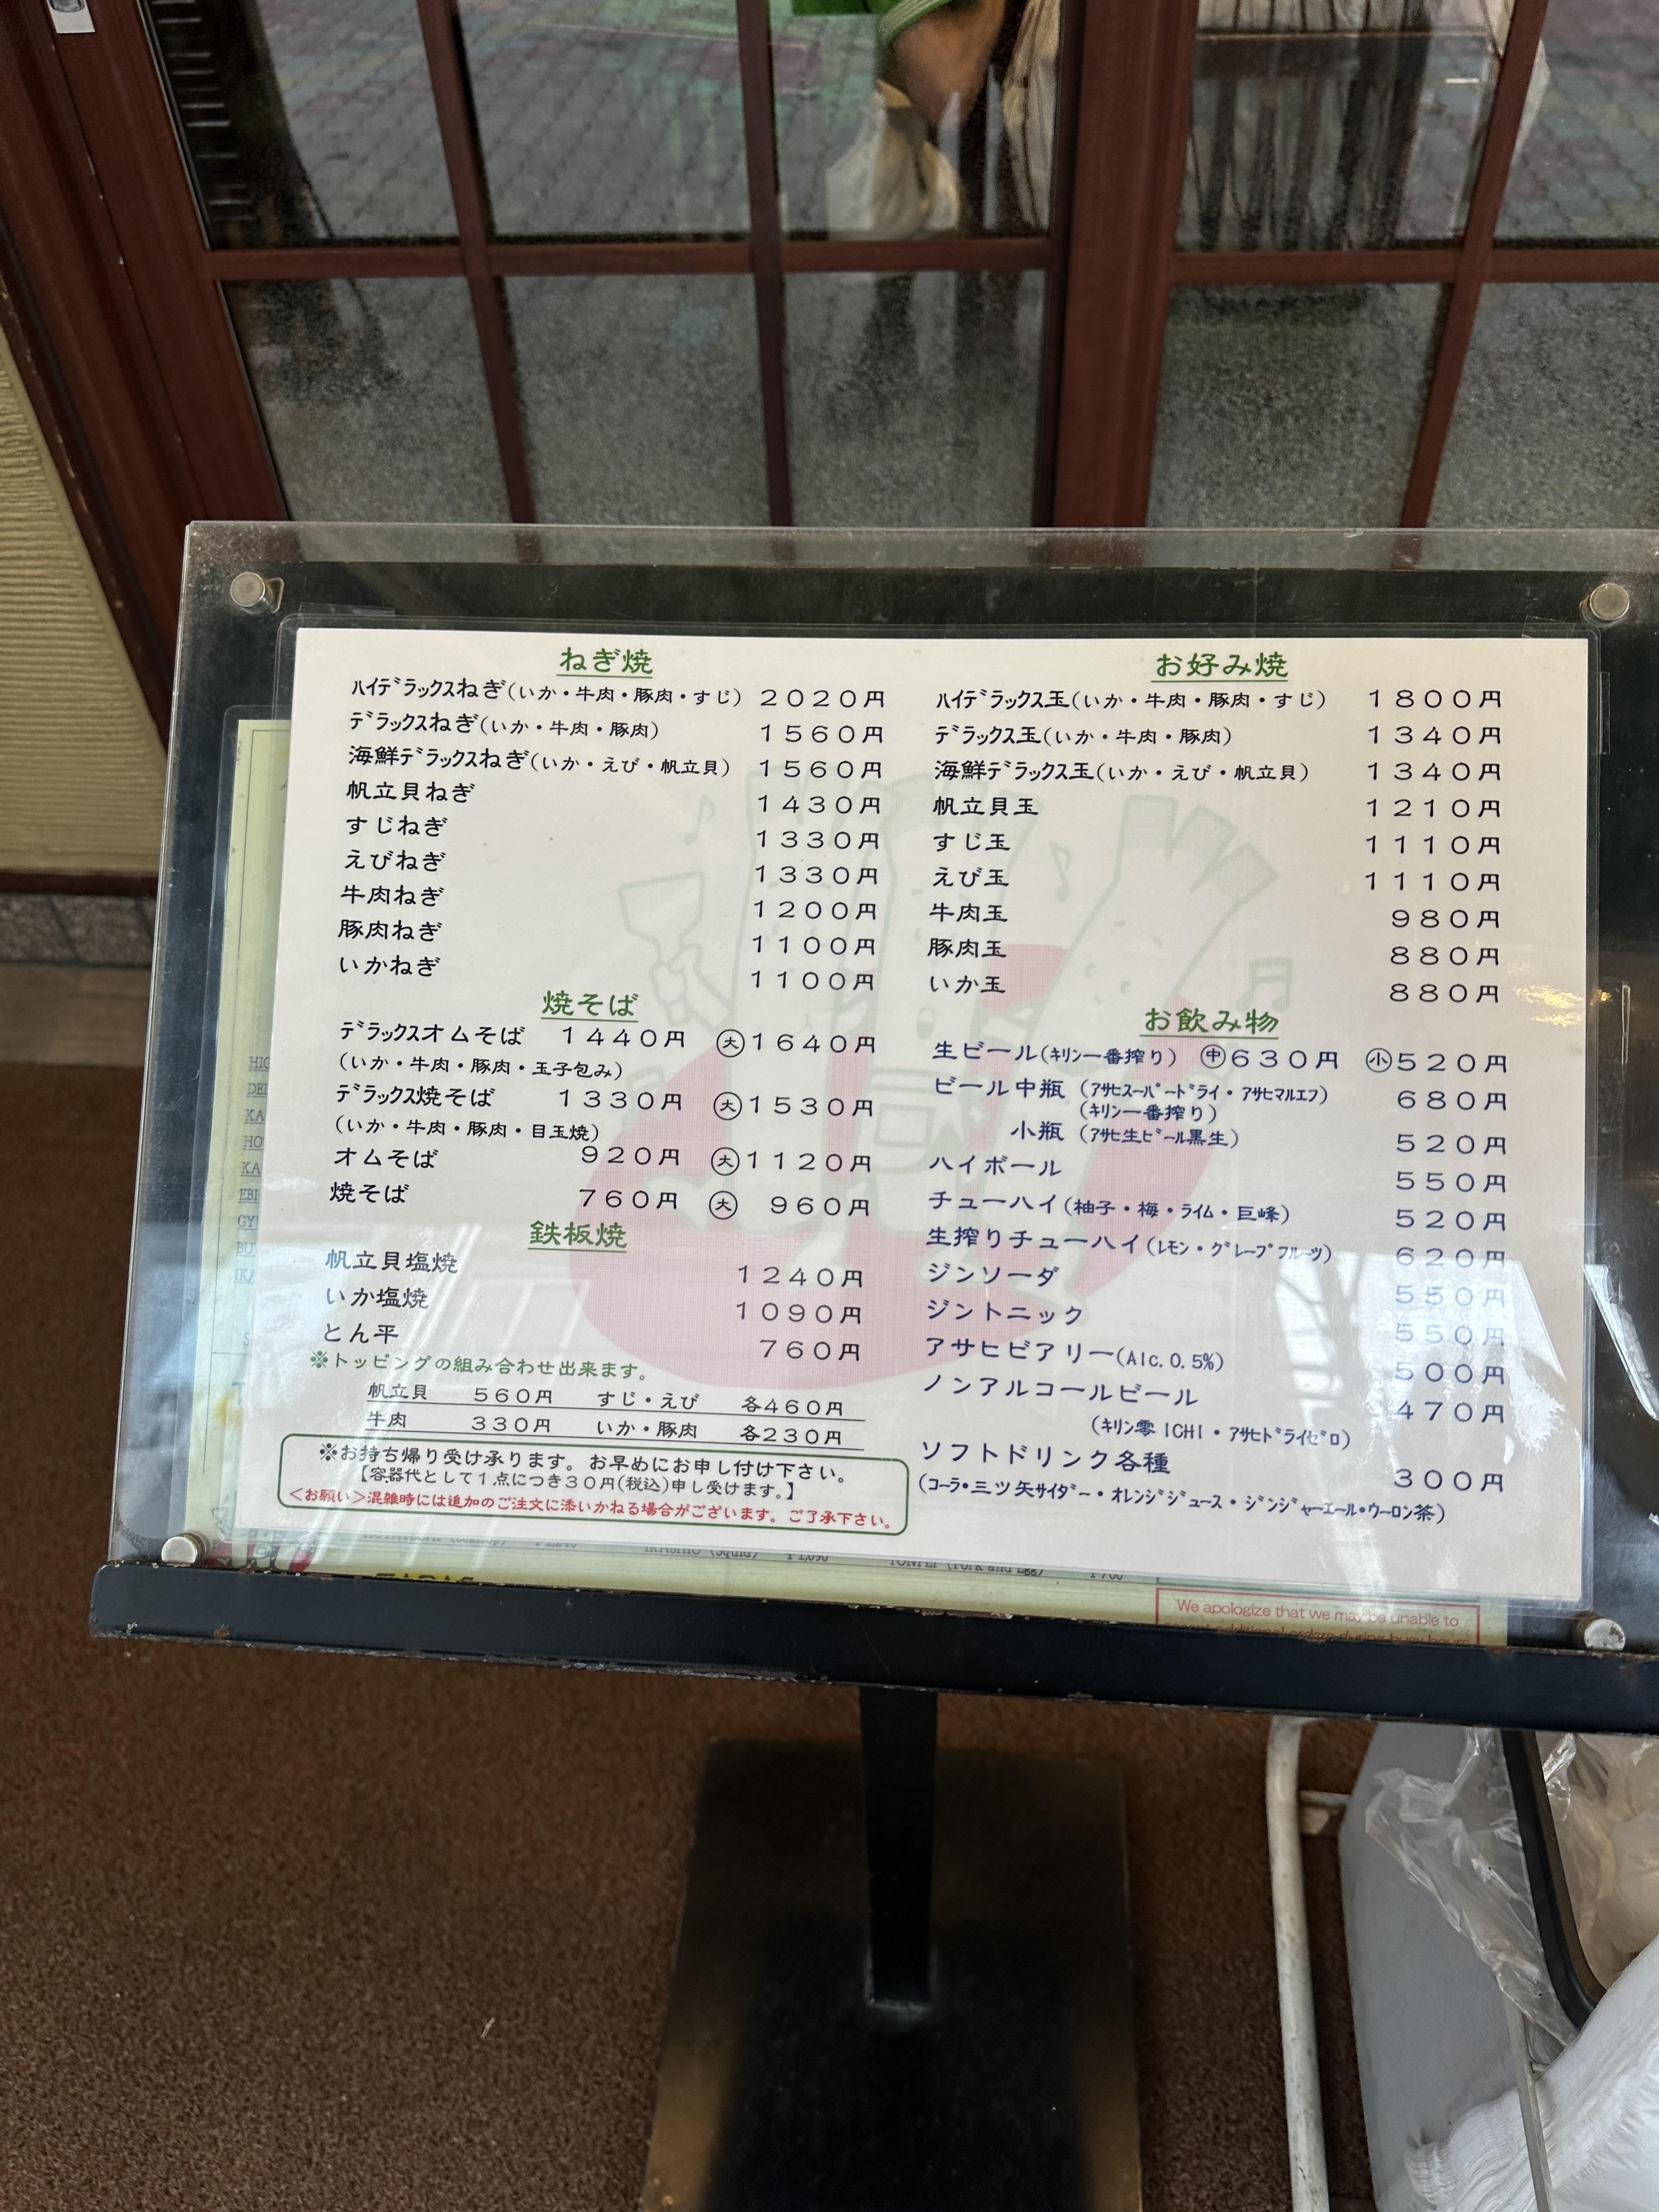 ねぎ焼
ﾊｲﾃﾞﾗｯｸｽねぎ(いか・牛肉・豚肉・すじ) 2020円
ﾃﾞﾗｯｸｽねぎ(いか・牛肉・豚肉) 1560円
海鮮ﾃﾞﾗｯｸｽねぎ(いか・えび・帆立貝) 1560円
帆立貝ねぎ 1430円
すじねぎ 1330円
えびねぎ 1330円
牛肉ねぎ 1200円
豚肉ねぎ 1100円
いかねぎ 1100円
焼そば
ﾃﾞﾗｯｸｽオムそば 1440円 ㊅1640円
(いか・牛肉・豚肉・玉子包み)
ﾃﾞﾗｯｸｽ焼そば 1330円 大1530円
(いか・牛肉・豚肉・目玉焼)
オムそば 920円 大1120円
焼そば 760円 大 960円
鉄板焼
帆立貝塩焼 1240円
いか塩焼 1090円
とん平 760円
※トッピングの組み合わせ出来ます。
帆立貝 560円 すじ・えび 各460円
牛肉 330円 いか・豚肉 各230円
※お持ち帰り受け承ります。お早めにお申し付け下さい。
【容器代として1点につき30円(税込)申し受けます。】
<お願い>混雑時には追加のご注文に添いかねる場合がございます。ご了承下さい。
お好み焼
ﾊｲﾃﾞﾗｯｸｽ玉(いか・牛肉・豚肉・すじ) 1800円
ﾃﾞﾗｯｸｽ玉(いか・牛肉・豚肉) 1340円
海鮮ﾃﾞﾗｯｸｽ玉(いか・えび・帆立貝) 1340円
帆立貝玉 1210円
すじ玉 1110円
えび玉 1110円
牛肉玉 980円
豚肉玉 880円
いか玉 880円
お飲み物
生ビール(ｷﾘﾝ一番搾り) ㊥630円 小520円
ビール中瓶 (ｱｻﾋｽｰﾊﾟｰﾄﾞﾗｲ・ｱｻﾋﾏﾙｴﾌ) 680円
(ｷﾘﾝ一番搾り)
小瓶 (ｱｻﾋ生ﾋﾞｰﾙ黒生) 520円
ハイボール 550円
チューハイ(柚子・梅・ﾗｲﾑ・巨峰) 520円
生搾りチューハイ(ﾚﾓﾝ・ｸﾞﾚｰﾌﾟﾌﾙｰﾂ) 620円
ジンソーダ 550円
ジントニック 550円
アサヒビアリー(Alc.0.5%) 500円
ノンアルコールビール 470円
(ｷﾘﾝ零ICHI・ｱｻﾋﾄﾞﾗｲｾﾞﾛ)
ソフトドリンク各種 300円
(ｺｰﾗ・三ツ矢ｻｲﾀﾞｰ・ｵﾚﾝｼﾞｼﾞｭｰｽ・ｼﾞﾝｼﾞｬｰｴｰﾙ・ｳｰﾛﾝ茶)
We apologize that we may be unable to